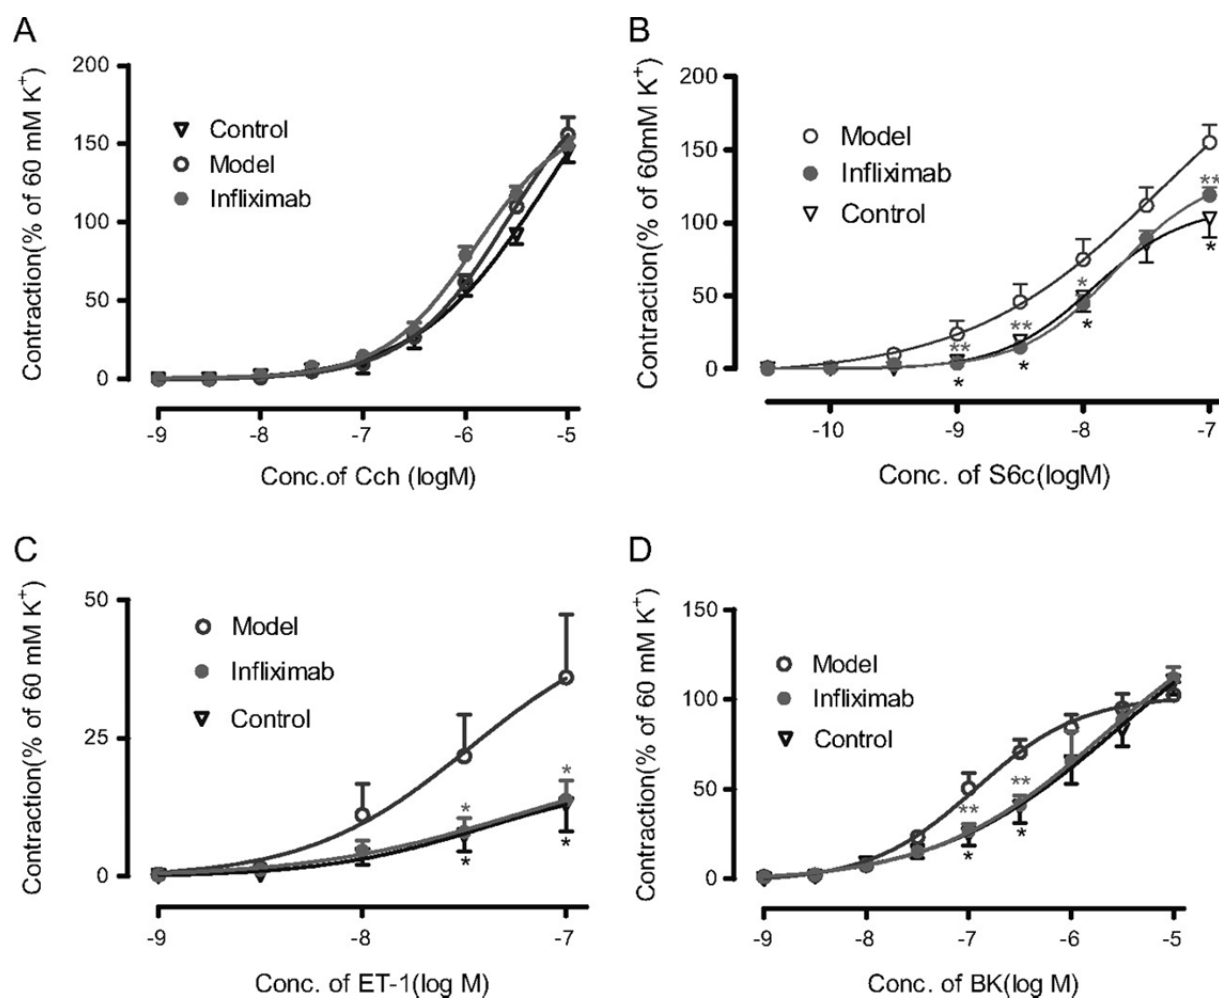 A
Contraction(% of 60 mM K+)
200
150
100
50
0
Control
Model
Infliximab
-9
-8
-7
-6
-5
Conc.of Cch (logM)
B
Contraction(% of 60mM K+)
200
150
100
50
0
Model
Infliximab
Control
**
**
*
**
*
*
*
*
-10
-9
-8
-7
Conc. of S6c(logM)
C
Contraction(% of 60 mM K+)
50
25
0
Model
Infliximab
Control
*
*
*
*
-9
-8
-7
Conc. of ET-1(log M)
D
Contraction(% of 60 mM K+)
150
100
50
0
Model
Infliximab
Control
**
**
*
*
-9
-8
-7
-6
-5
Conc. of BK(log M)